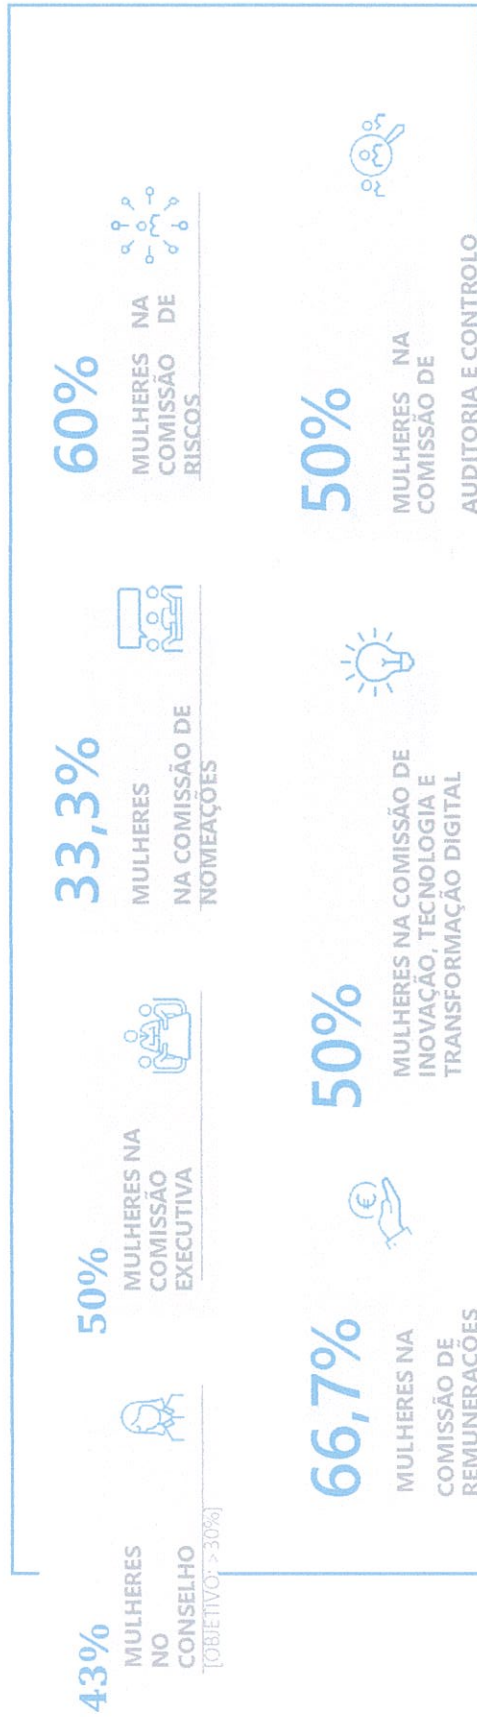 43%
MULHERES
NO
CONSELHO
[OBJETIVO: > 30%]
50%
MULHERES NA
COMISSÃO
EXECUTIVA
33,3%
MULHERES
NA COMISSÃO DE
NOMEAÇÕES
60%
MULHERES NA
COMISSÃO DE
RISCOS
66,7%
MULHERES NA
COMISSÃO DE
REMUNERAÇÕES
€
50%
MULHERES NA COMISSÃO DE
INOVAÇÃO, TECNOLOGIA E
TRANSFORMAÇÃO DIGITAL
50%
MULHERES NA
COMISSÃO DE
AUDITORIA E CONTROLO